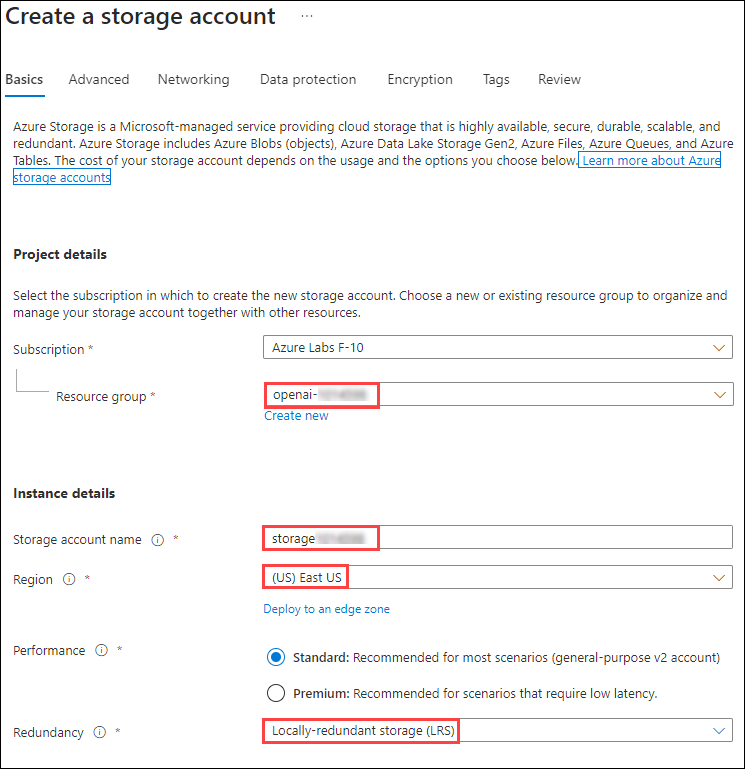 Create a storage account ...
Basics Advanced Networking Data protection Encryption Tags Review
Azure Storage is a Microsoft-managed service providing cloud storage that is highly available, secure, durable, scalable, and
redundant. Azure Storage includes Azure Blobs (objects), Azure Data Lake Storage Gen2, Azure Files, Azure Queues, and Azure
Tables. The cost of your storage account depends on the usage and the options you choose below. Learn more about Azure
storage accounts
Project details
Select the subscription in which to create the new storage account. Choose a new or existing resource group to organize and
manage your storage account together with other resources.
Subscription * Azure Labs F-10
Resource group * openai-
Create new
Instance details
Storage account name * storage
Region * (US) East US
Deploy to an edge zone
Performance * Standard: Recommended for most scenarios (general-purpose v2 account)
Premium: Recommended for scenarios that require low latency.
Redundancy * Locally-redundant storage (LRS)